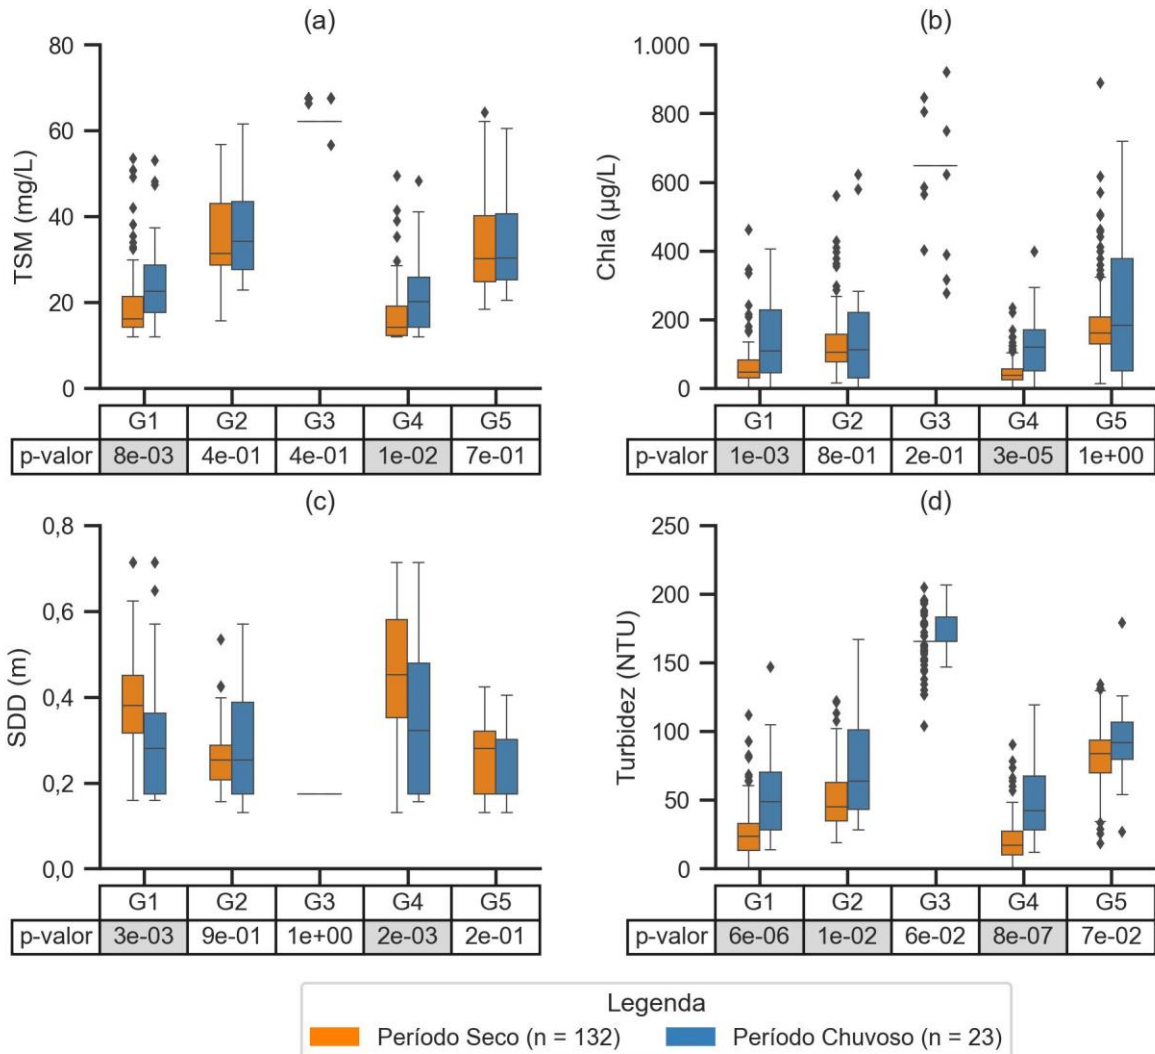 (a)
TSM (mg/L)
80
60
40
20
0
G1 G2 G3 G4 G5
p-valor 8e-03 4e-01 4e-01 1e-02 7e-01
(b)
Chla (µg/L)
1.000
800
600
400
200
0
G1 G2 G3 G4 G5
p-valor 1e-03 8e-01 2e-01 3e-05 1e+00
(c)
SDD (m)
0,8
0,6
0,4
0,2
0,0
G1 G2 G3 G4 G5
p-valor 3e-03 9e-01 1e+00 2e-03 2e-01
(d)
Turbidez (NTU)
250
200
150
100
50
0
G1 G2 G3 G4 G5
p-valor 6e-06 1e-02 6e-02 8e-07 7e-02
Legenda
Período Seco (n = 132) Período Chuvoso (n = 23)